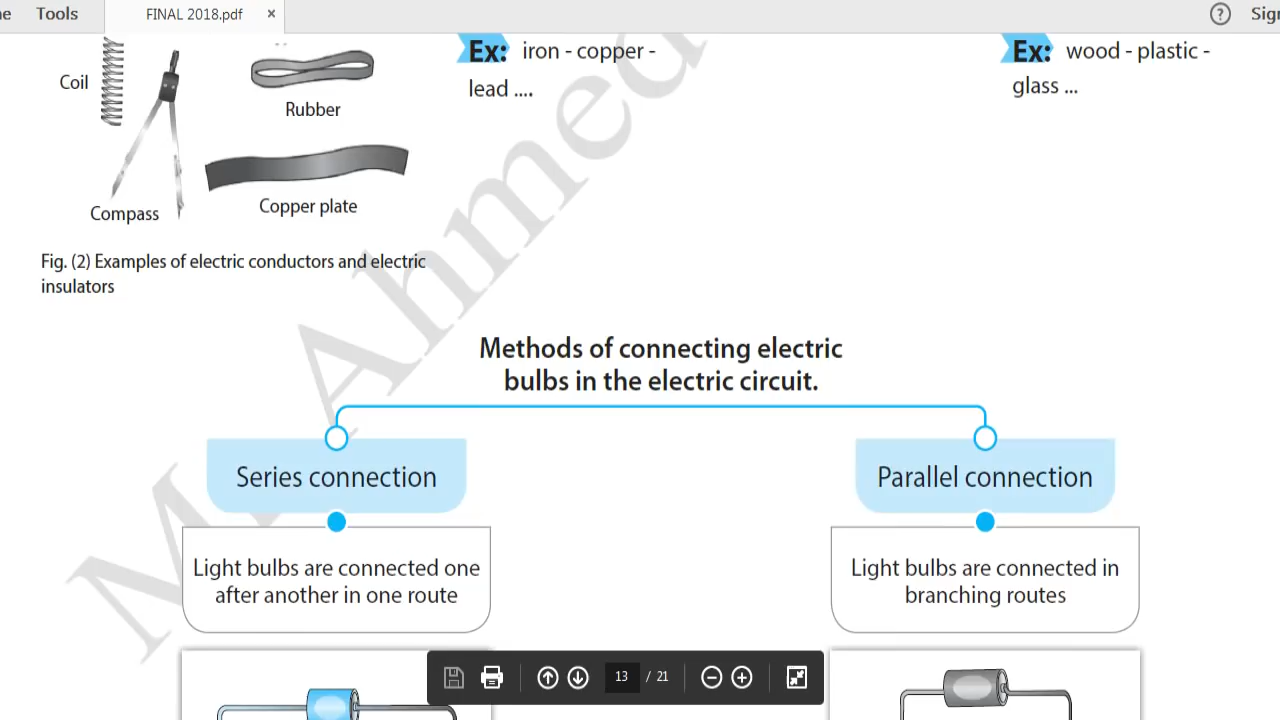 Tools
FINAL 2018.pdf
×
?
Coil
Rubber
Compass
Copper plate
Ex: iron - copper -
lead ....
Ex: wood - plastic -
glass ...
Fig. (2) Examples of electric conductors and electric
insulators
Methods of connecting electric
bulbs in the electric circuit.
Series connection
Parallel connection
Light bulbs are connected one
after another in one route
Light bulbs are connected in
branching routes
13 / 21
Ahmed